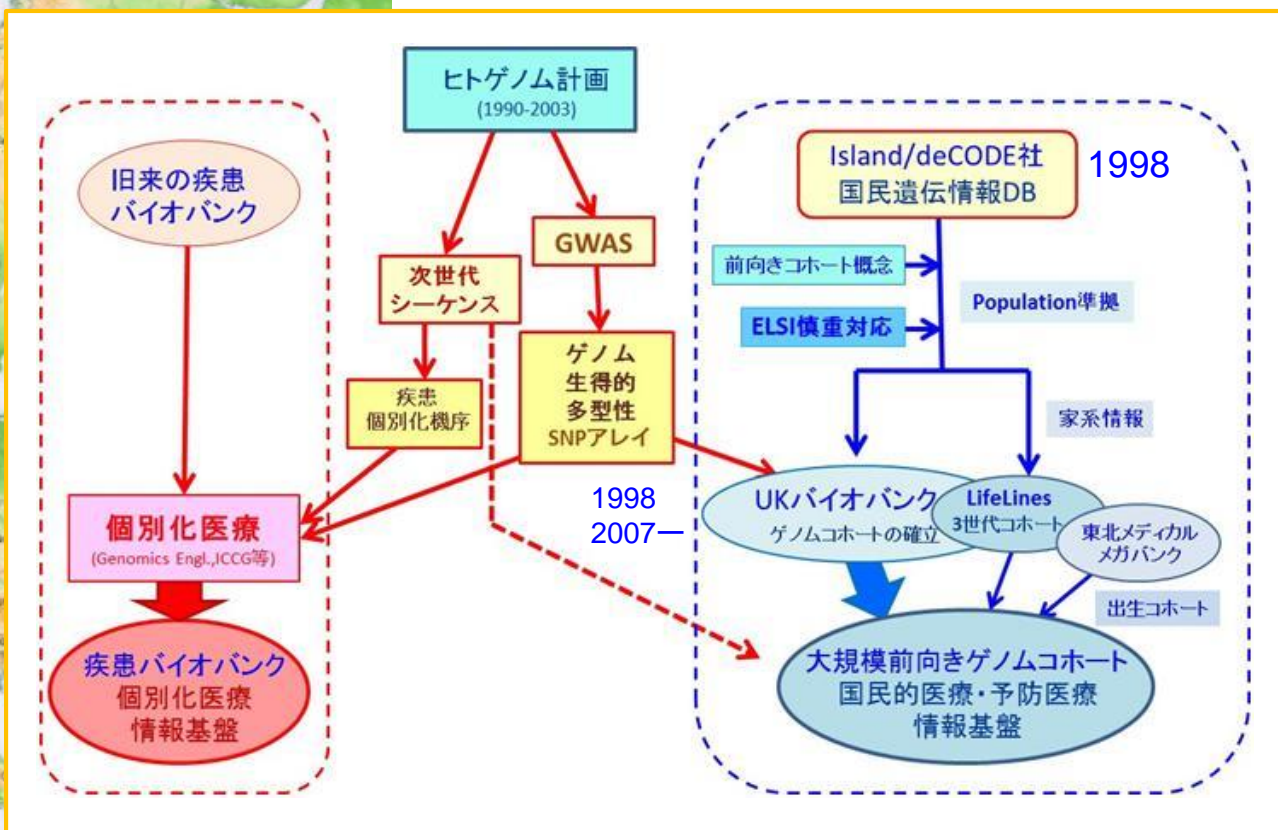 ヒトゲノム計画
(1990-2003)
旧来の疾患
バイオバンク
Island/deCODE社
国民遺伝情報DB
1998
GWAS
次世代
シーケンス
前向きコホート概念
Population準拠
ELSI慎重対応
ゲノム
生得的
多型性
SNPアレイ
疾患
個別化機序
家系情報
1998
2007ー
UKバイオバンク
ゲノムコホートの確立
LifeLines
3世代コホート
東北メディカル
メガバンク
個別化医療
(Genomics Engl.,ICCG等)
出生コホート
疾患バイオバンク
個別化医療
情報基盤
大規模前向きゲノムコホート
国民的医療・予防医療
情報基盤